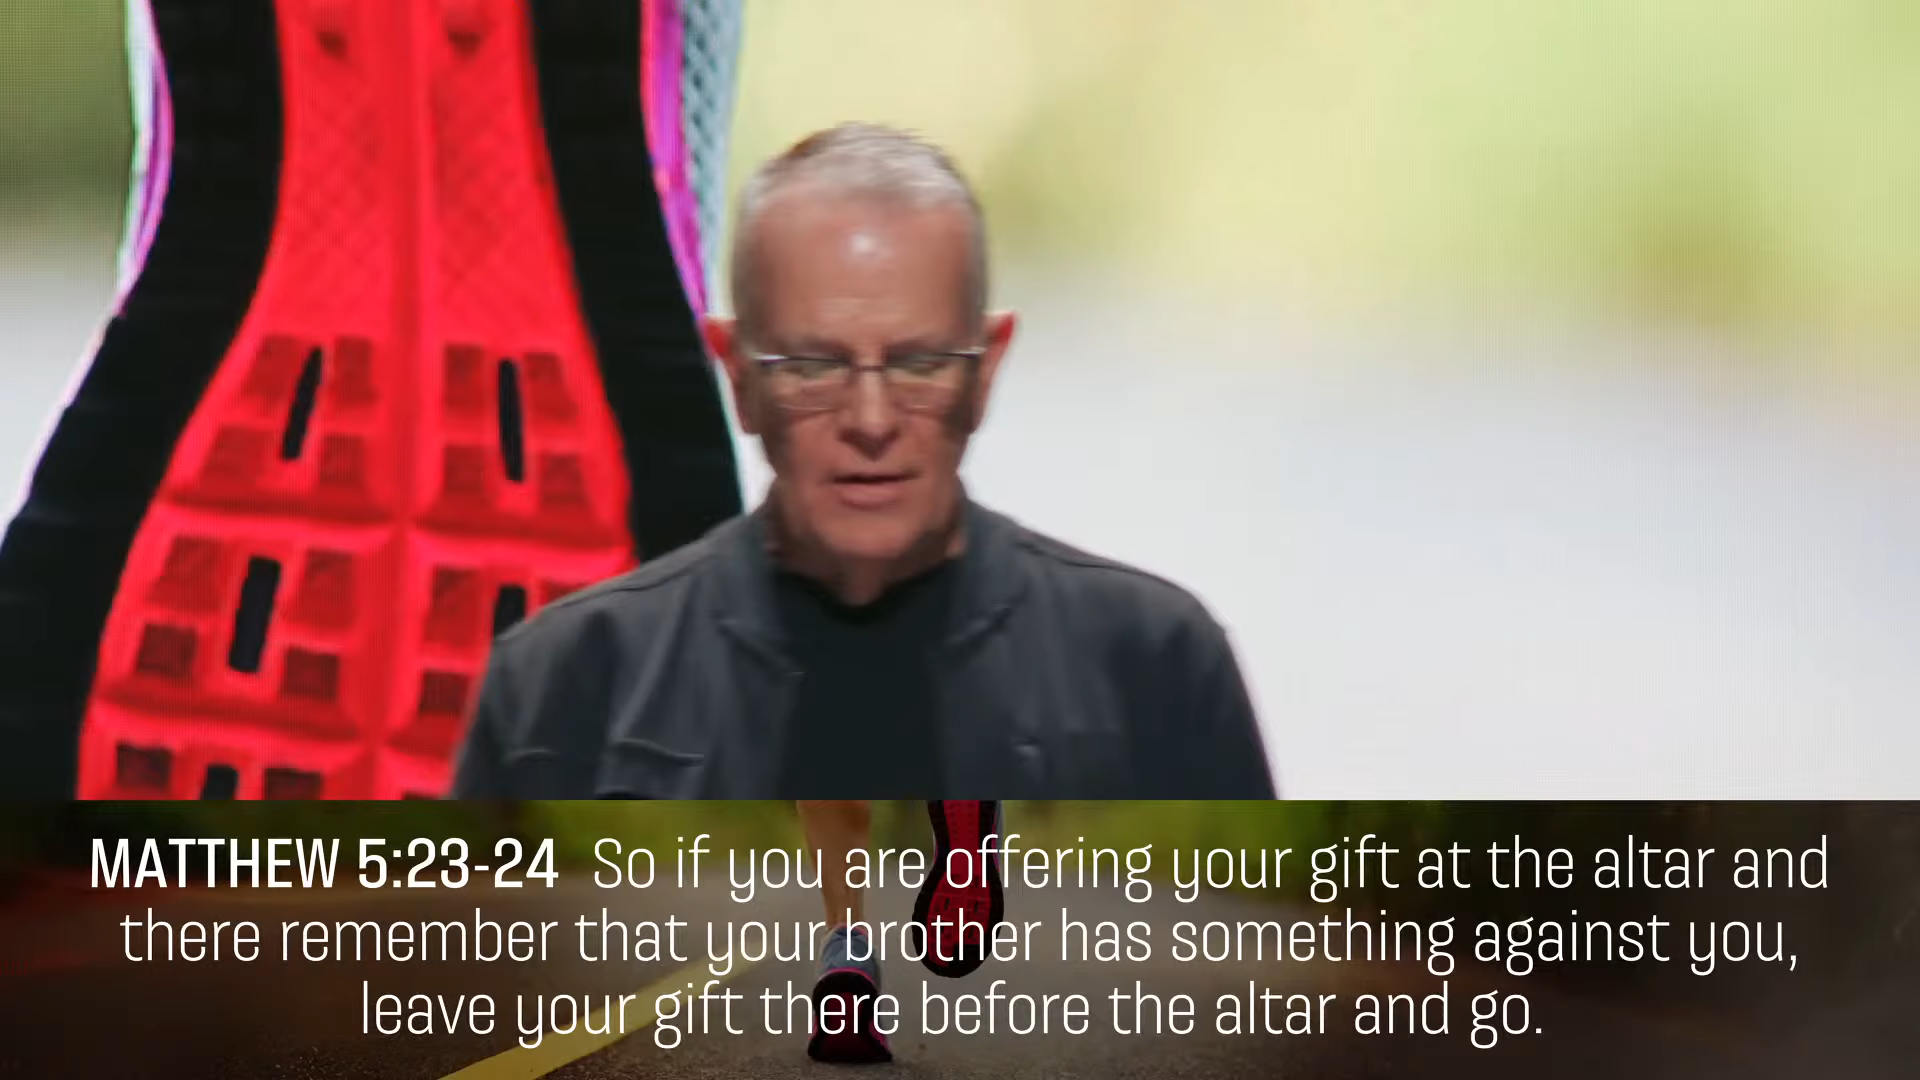 MATTHEW 5:23-24 So if you are offering your gift at the altar and
there remember that your brother has something against you,
leave your gift there before the altar and go.